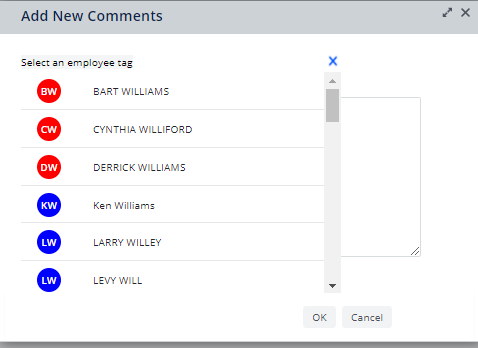 Add New Comments
Select an employee tag
BW BART WILLIAMS
CW CYNTHIA WILLIFORD
DW DERRICK WILLIAMS
KW Ken Williams
LW LARRY WILLEY
LW LEVY WILL
OK Cancel